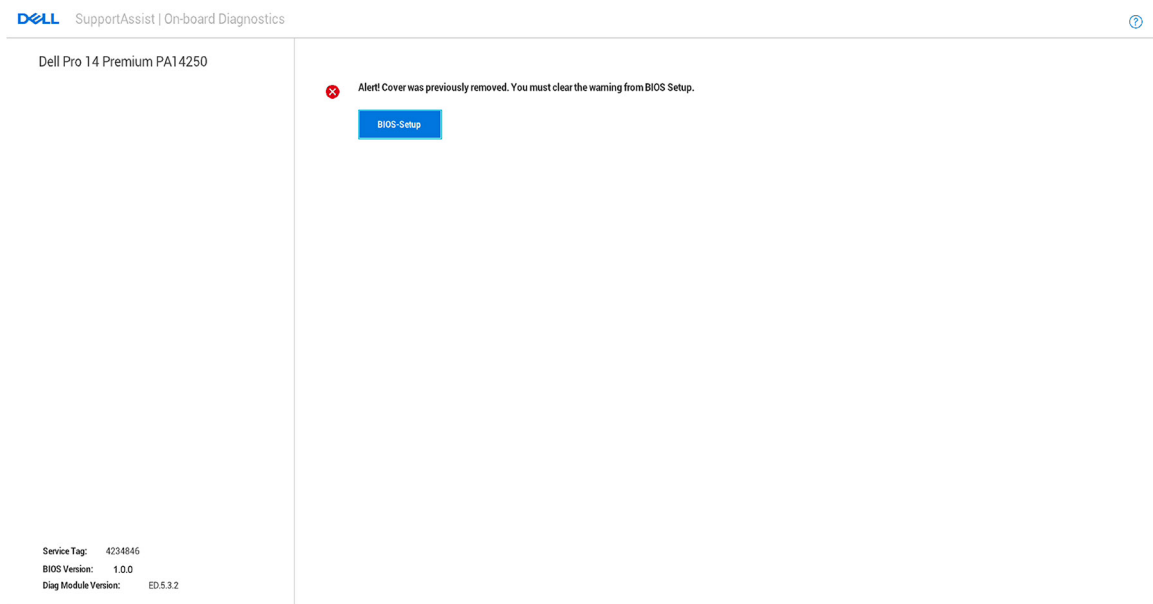 DELL SupportAssist | On-board Diagnostics
?
Dell Pro 14 Premium PA14250
Alert! Cover was previously removed. You must clear the warning from BIOS Setup.
BIOS-Setup
Service Tag: 4234846
BIOS Version: 1.0.0
Diag Module Version: ED.5.3.2